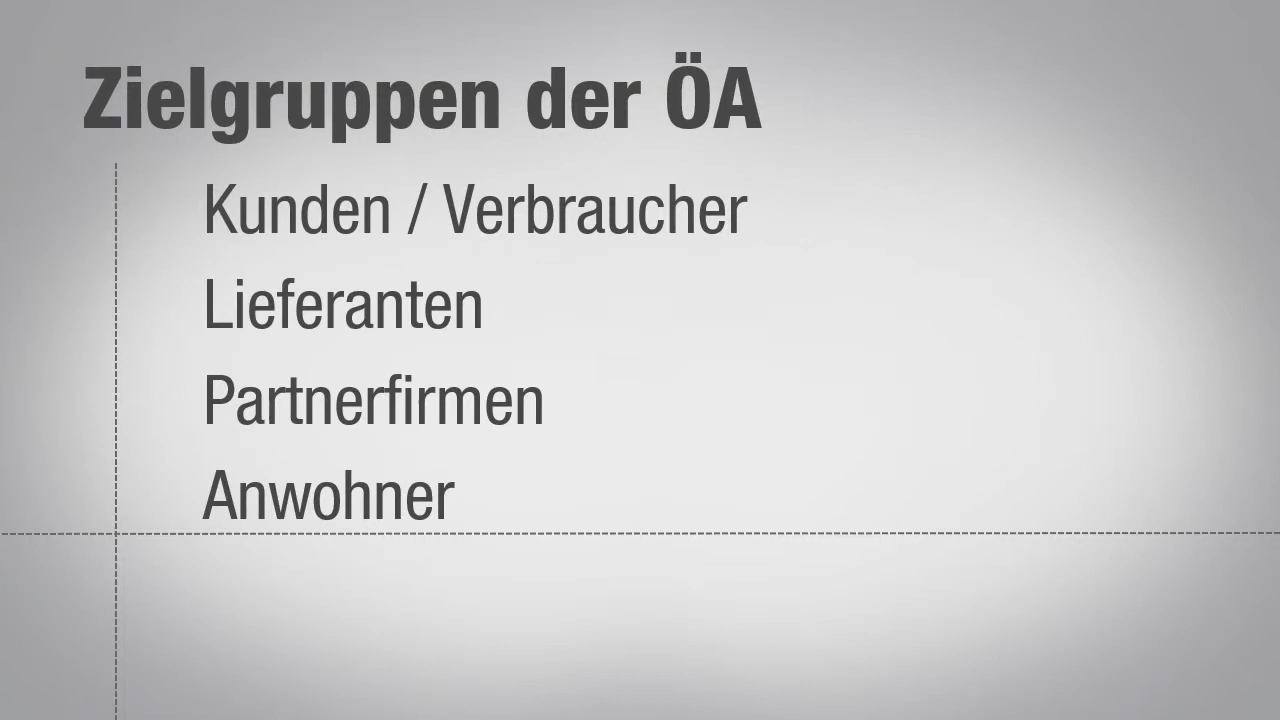 Zielgruppen der ÖA
Kunden / Verbraucher
Lieferanten
Partnerfirmen
Anwohner